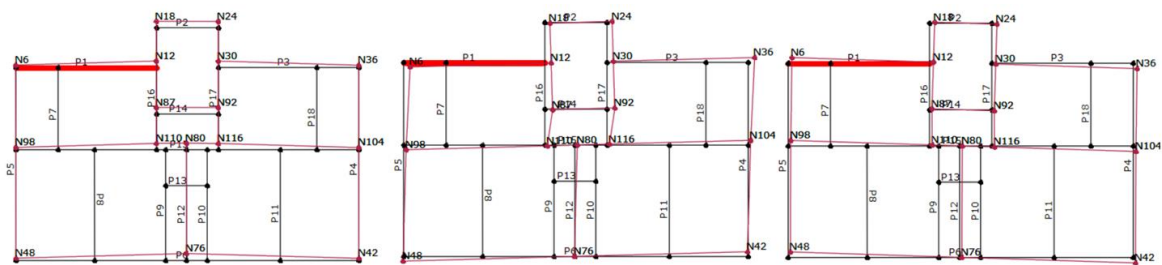 N18 P2 N24
N6 P1 N12 N30 P3 N36
P7 P16 P17 P18
N87 P14 N92
N98 N110 N80 N116 N104
P5 P13 P4
P8 P9 P12 P10 P11
N48 P6 N76 N42
N18 P2 N24
N6 P1 N12 N30 P3 N36
P7 P16 P18
N92
N98 N80 N116 N104
P5 P13 P4
P8 P9 P12 P10 P11
N48 P6 N76 N42
N18 P2 N24
N6 P1 N12 N30 P3 N36
P7 P16 P17 P18
N87 P14 N92
N98 N110 N80 N116 N104
P5 P13 P4
P8 P9 P12 P10 P11
N48 P6 N76 N42